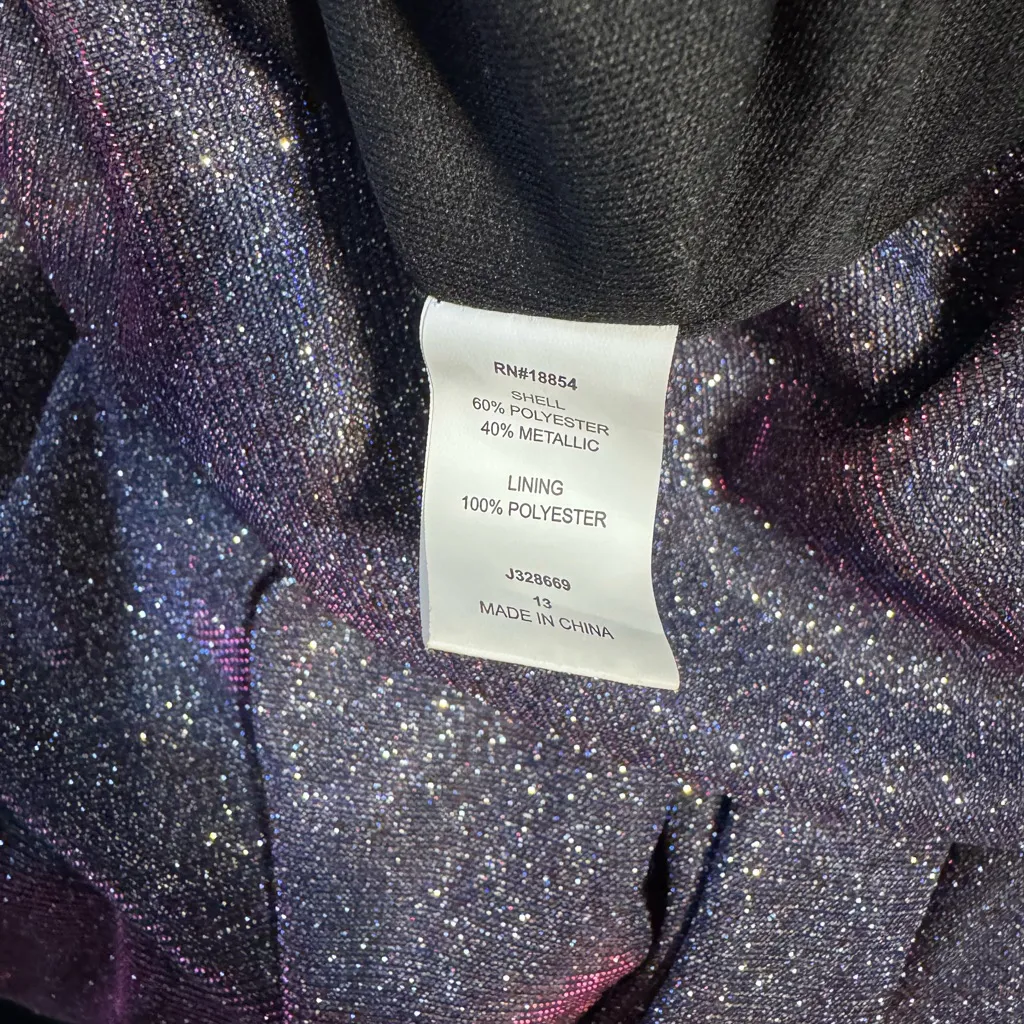 RN#18854
SHELL
60% POLYESTER
40% METALLIC
LINING
100% POLYESTER
J328669
13
MADE IN CHINA